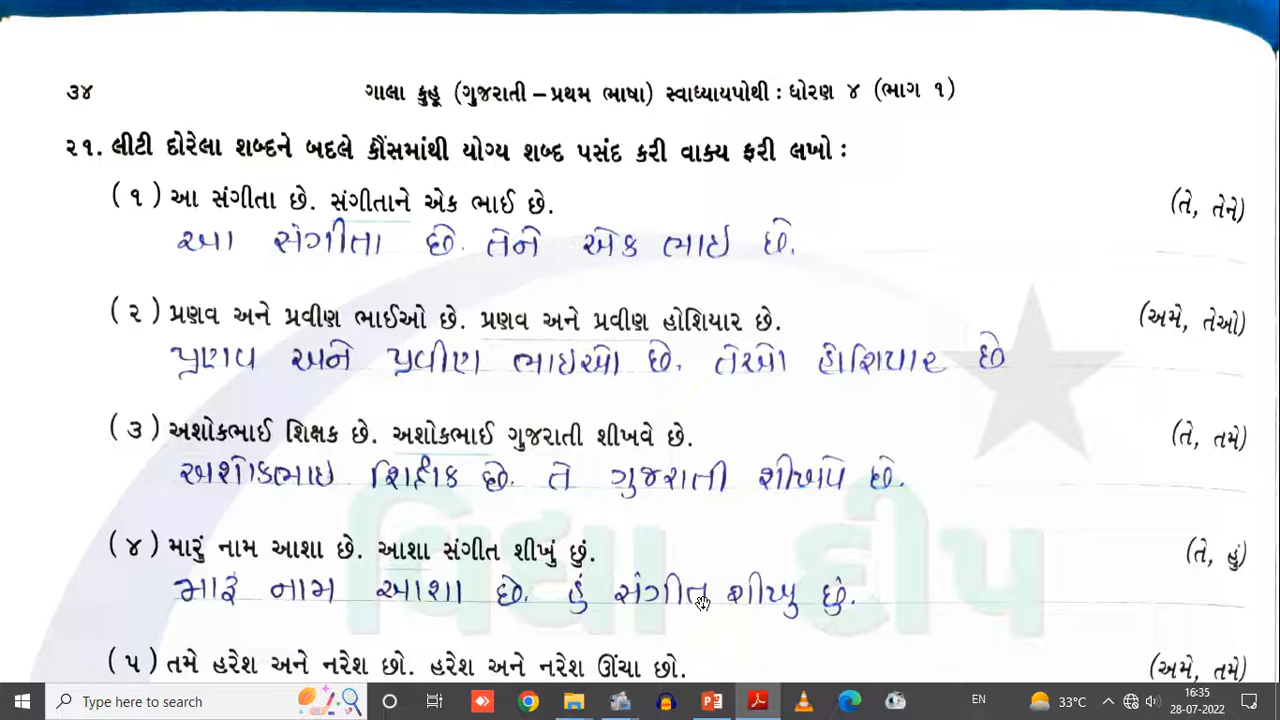 ૩૪ ગાલા કુહૂ (ગુજરાતી – પ્રથમ ભાષા) સ્વાધ્યાયપોથી : ધોરણ ૪ (ભાગ ૧)
૨૧. લીટી દોરેલા શબ્દને બદલે કૌંસમાંથી યોગ્ય શબ્દ પસંદ કરી વાક્ય ફરી લખો :
(૧) આ સંગીતા છે. સંગીતાને એક ભાઈ છે. (તે, તેને)
આ સંગીતા છે. તેને એક ભાઇ છે.
(૨) પ્રણવ અને પ્રવીણ ભાઈઓ છે. પ્રણવ અને પ્રવીણ હોશિયાર છે. (અમે, તેઓ)
પ્રણવ અને પ્રવીણ ભાઇઓ છે. તેઓ હોશિયાર છે
(૩) અશોકભાઈ શિક્ષક છે. અશોકભાઈ ગુજરાતી શીખવે છે. (તે, તમે)
અશોકભાઇ શિક્ષક છે. તે ગુજરાતી શીખવે છે.
(૪) મારું નામ આશા છે. આશા સંગીત શીખું છું. (તે, હું)
મારૂં નામ આશા છે. હું સંગીત શીખુ છું.
વિદ્યા દીપ
(૫) તમે હરેશ અને નરેશ છો. હરેશ અને નરેશ ઊંચા છો. (અમે, તમે)
Type here to search EN 33°C 16:35
28-07-2022